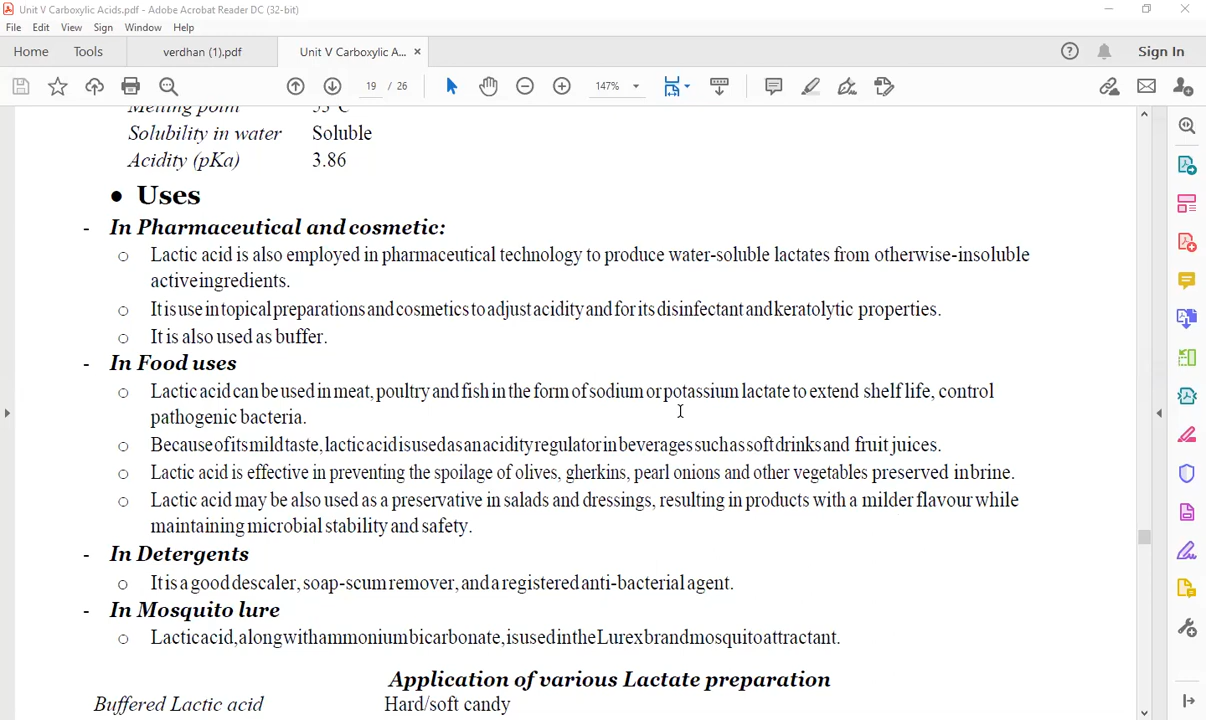 Unit V Carboxylic Acids.pdf - Adobe Acrobat Reader DC (32-bit)
File Edit View Sign Window Help
Home Tools verdhan (1).pdf Unit V Carboxylic A... × Sign In
19 / 26 147%
Melting point 53°C
Solubility in water Soluble
Acidity (pKa) 3.86
• Uses
- In Pharmaceutical and cosmetic:
o Lactic acid is also employed in pharmaceutical technology to produce water-soluble lactates from otherwise-insoluble
active ingredients.
o It is use in topical preparations and cosmetics to adjust acidity and for its disinfectant and keratolytic properties.
o It is also used as buffer.
- In Food uses
o Lactic acid can be used in meat, poultry and fish in the form of sodium or potassium lactate to extend shelf life, control
pathogenic bacteria.
o Because of its mild taste, lactic acid is used as an acidity regulator in beverages such as soft drinks and fruit juices.
o Lactic acid is effective in preventing the spoilage of olives, gherkins, pearl onions and other vegetables preserved in brine.
o Lactic acid may be also used as a preservative in salads and dressings, resulting in products with a milder flavour while
maintaining microbial stability and safety.
- In Detergents
o It is a good descaler, soap-scum remover, and a registered anti-bacterial agent.
- In Mosquito lure
o Lactic acid, along with ammonium bicarbonate, is used in the Lurex brand mosquito attractant.
Application of various Lactate preparation
Buffered Lactic acid Hard/soft candy